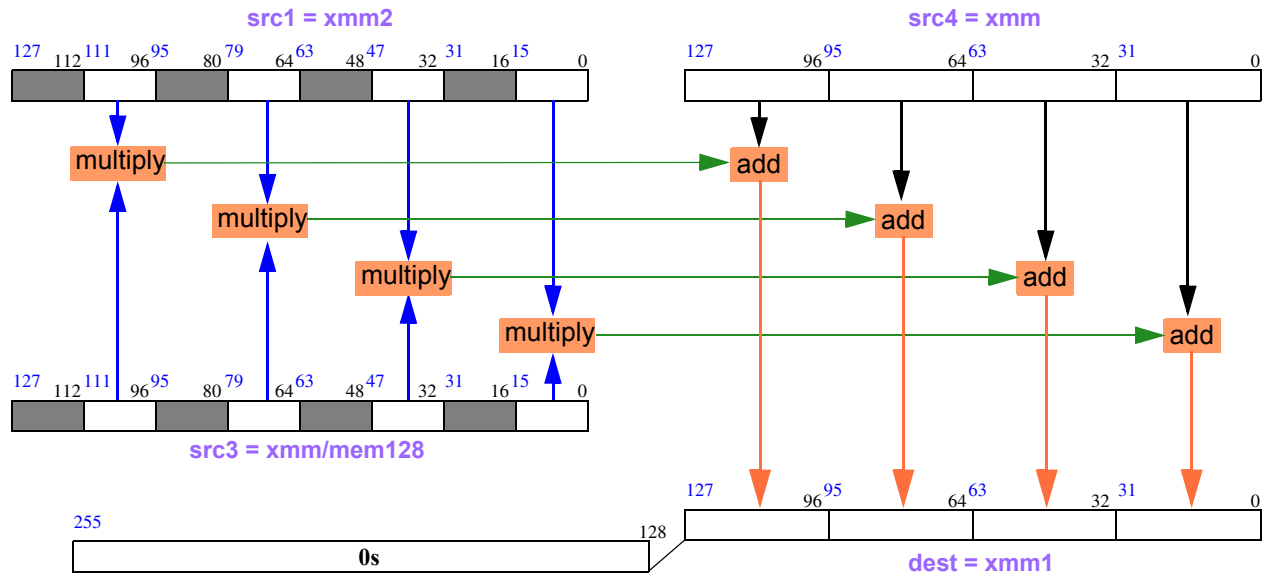 src1 = xmm2
src4 = xmm
127 111 95 79 63 47 31 15
112 96 80 64 48 32 16 0
127 95 63 31
96 64 32 0
multiply
add
multiply
add
multiply
add
multiply
add
127 111 95 79 63 47 31 15
112 96 80 64 48 32 16 0
src3 = xmm/mem128
127 95 63 31
96 64 32 0
255
128
0s
dest = xmm1